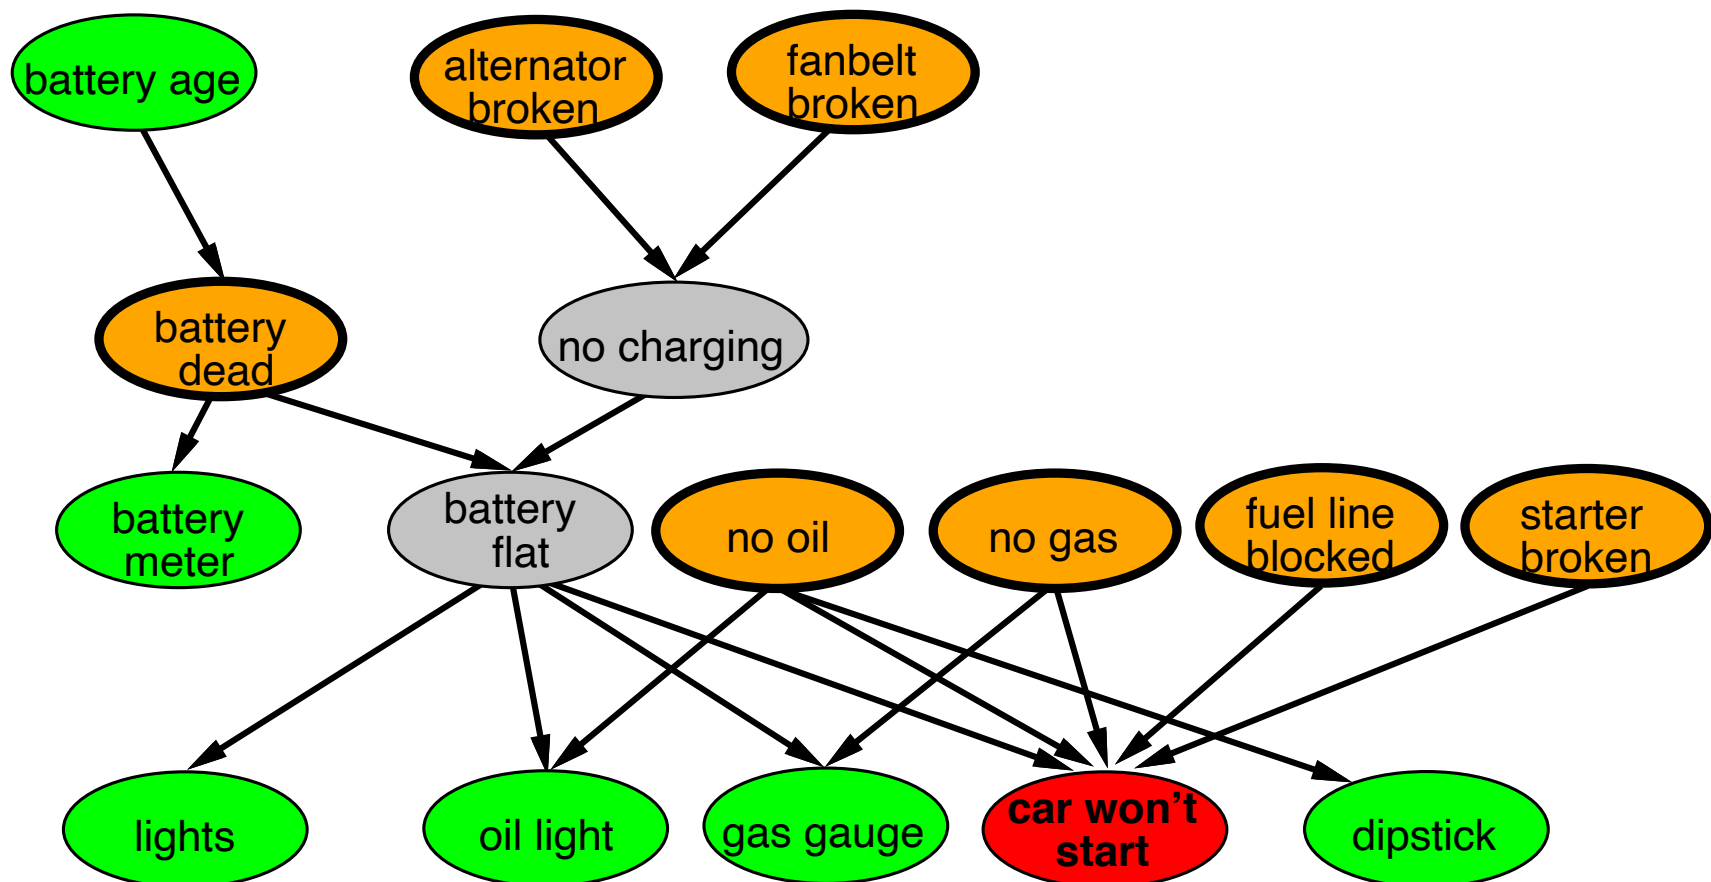 battery age
alternator
broken
fanbelt
broken
battery
dead
no charging
battery
meter
battery
flat
no oil
no gas
fuel line
blocked
starter
broken
lights
oil light
gas gauge
car won't
start
dipstick